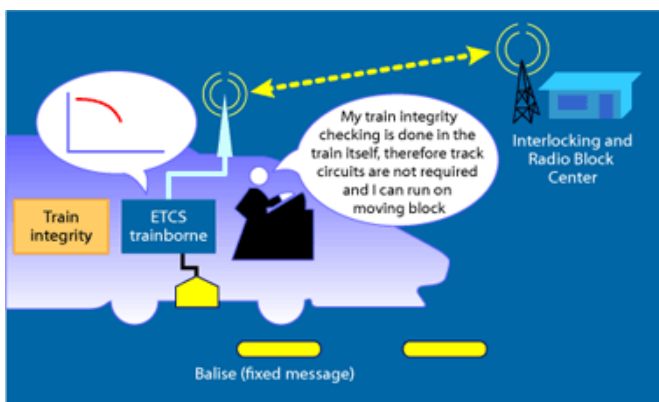 My train integrity
checking is done in the
train itself, therefore track
circuits are not required
and I can run on
moving block
Interlocking and
Radio Block
Center
Train
integrity
ETCS
trainborne
Balise (fixed message)